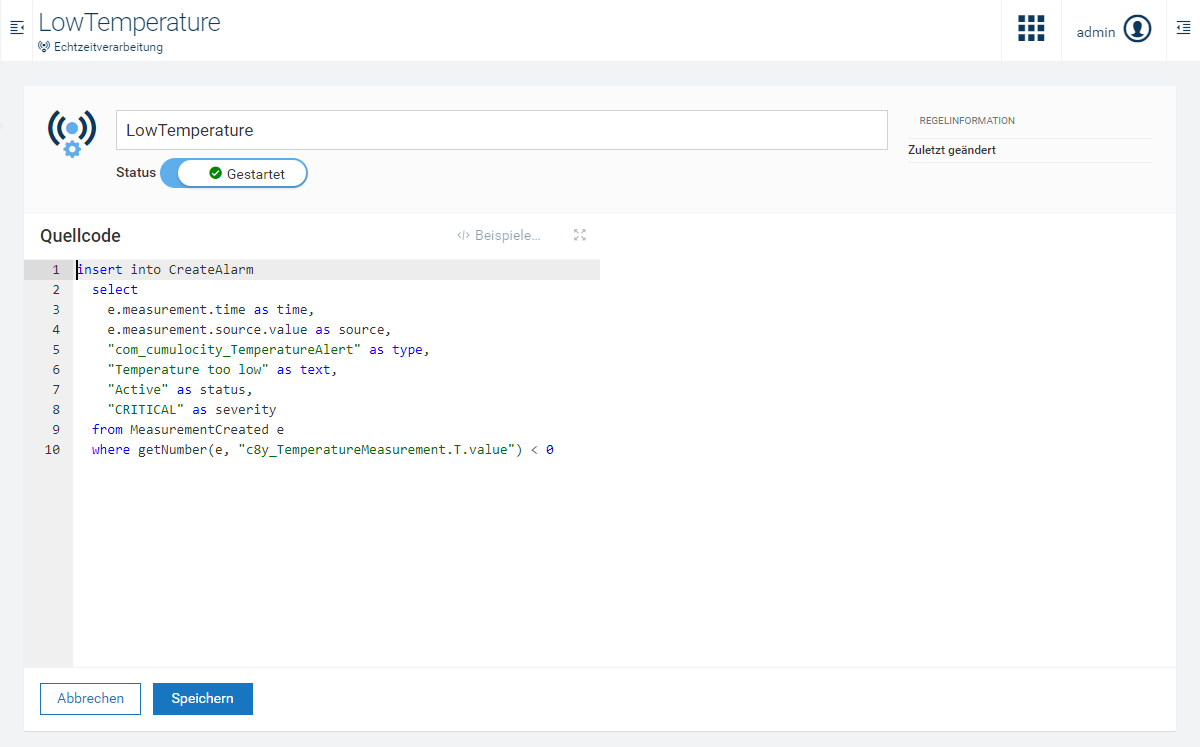 LowTemperature
Echtzeitverarbeitung
admin
LowTemperature
Status Gestartet
REGELINFORMATION
Zuletzt geändert
Quellcode
</> Beispiele...
1 insert into CreateAlarm
2 select
3 e.measurement.time as time,
4 e.measurement.source.value as source,
5 "com_cumulocity_TemperatureAlert" as type,
6 "Temperature too low" as text,
7 "Active" as status,
8 "CRITICAL" as severity
9 from MeasurementCreated e
10 where getNumber(e, "c8y_TemperatureMeasurement.T.value") < 0
Abbrechen Speichern